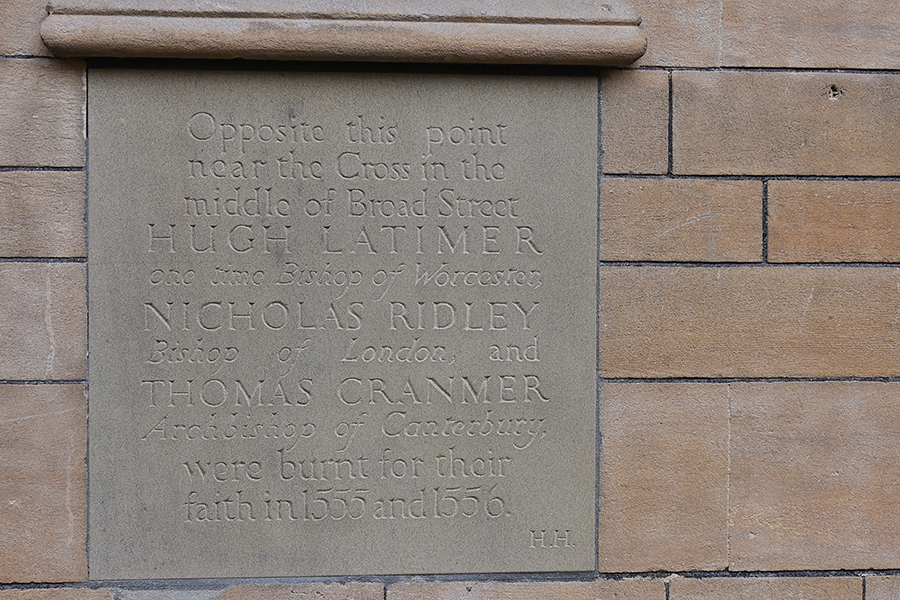 Opposite this point
near the Cross in the
middle of Broad Street
HUGH LATIMER
one time Bishop of Worcester,
NICHOLAS RIDLEY
Bishop of London, and
THOMAS CRANMER
Archbishop of Canterbury,
were burnt for their
faith in 1555 and 1556.
H.H.